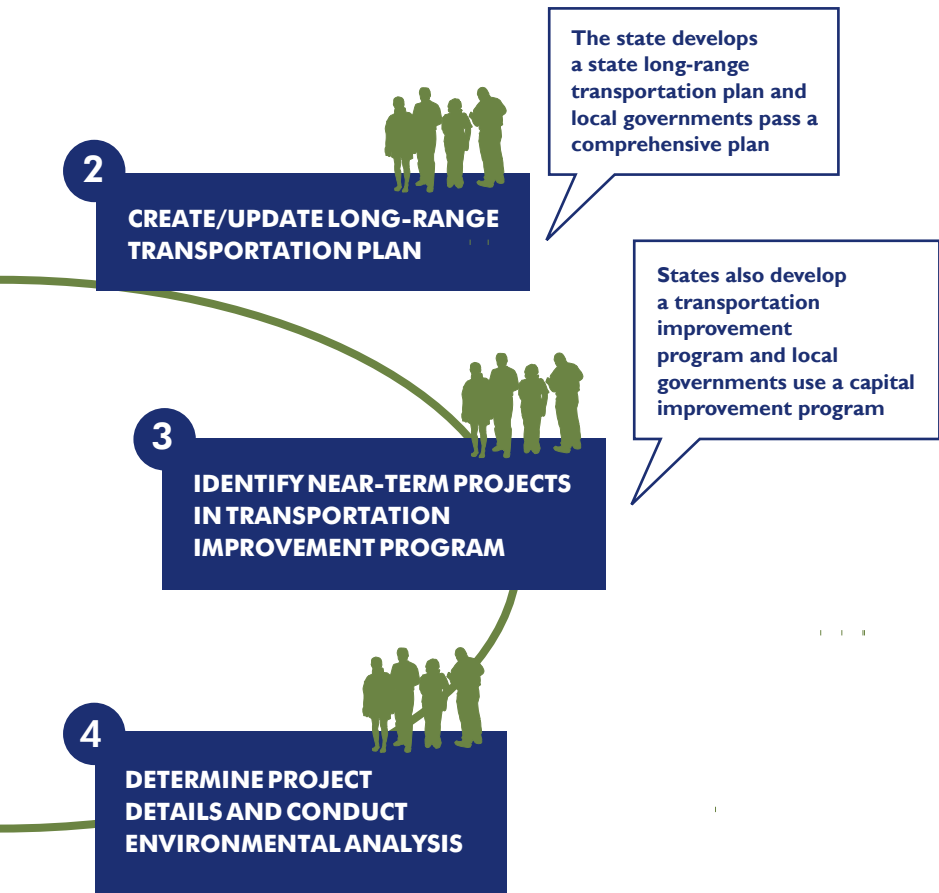 The state develops
a state long-range
transportation plan and
local governments pass a
comprehensive plan
2
CREATE/UPDATE LONG-RANGE
TRANSPORTATION PLAN
States also develop
a transportation
improvement
program and local
governments use a capital
improvement program
3
IDENTIFY NEAR-TERM PROJECTS
IN TRANSPORTATION
IMPROVEMENT PROGRAM
4
DETERMINE PROJECT
DETAILS AND CONDUCT
ENVIRONMENTAL ANALYSIS